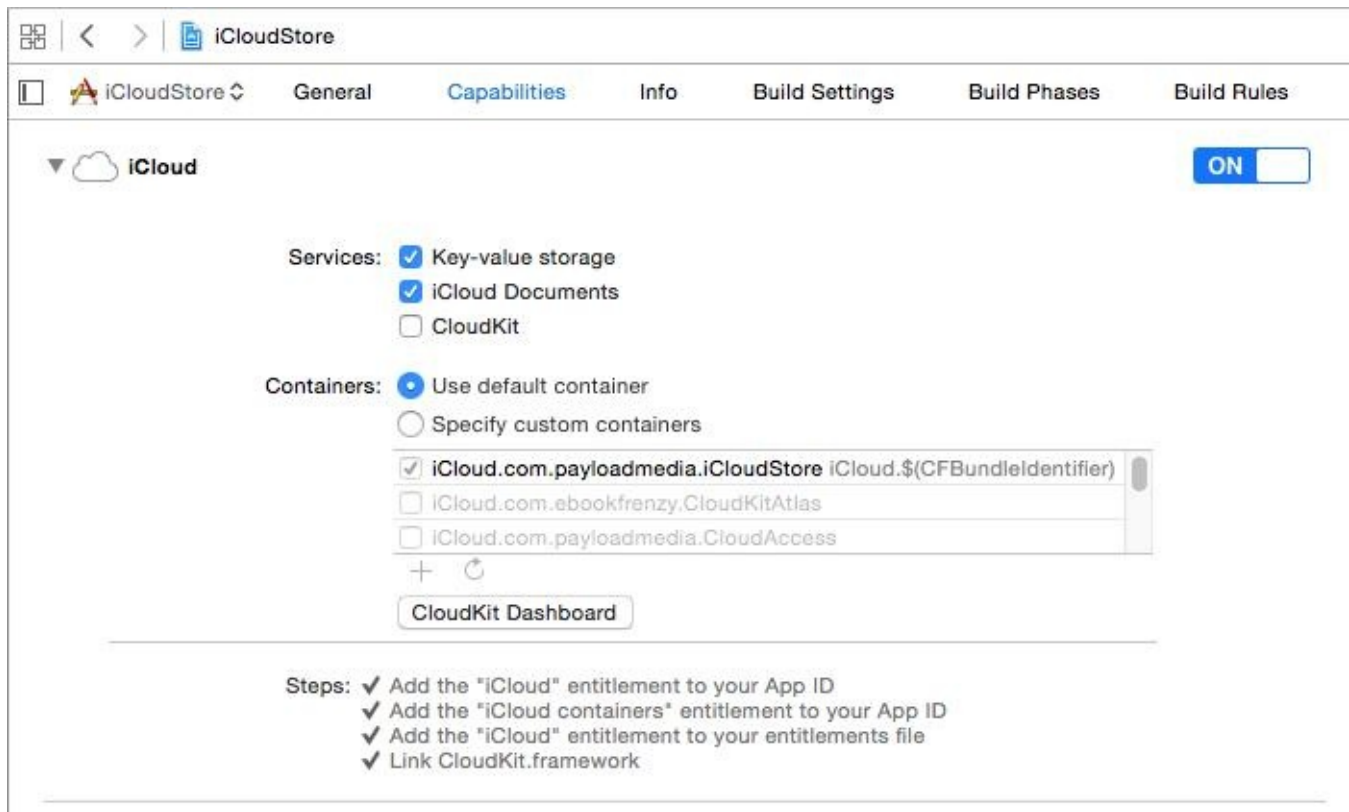 iCloudStore
iCloudStore General Capabilities Info Build Settings Build Phases Build Rules
iCloud ON
Services: Key-value storage
iCloud Documents
CloudKit
Containers: Use default container
Specify custom containers
iCloud.com.payloadmedia.iCloudStore iCloud.$(CFBundleIdentifier)
iCloud.com.ebookfrenzy.CloudKitAtlas
iCloud.com.payloadmedia.CloudAccess
CloudKit Dashboard
Steps: ✓ Add the "iCloud" entitlement to your App ID
✓ Add the "iCloud containers" entitlement to your App ID
✓ Add the "iCloud" entitlement to your entitlements file
✓ Link CloudKit.framework